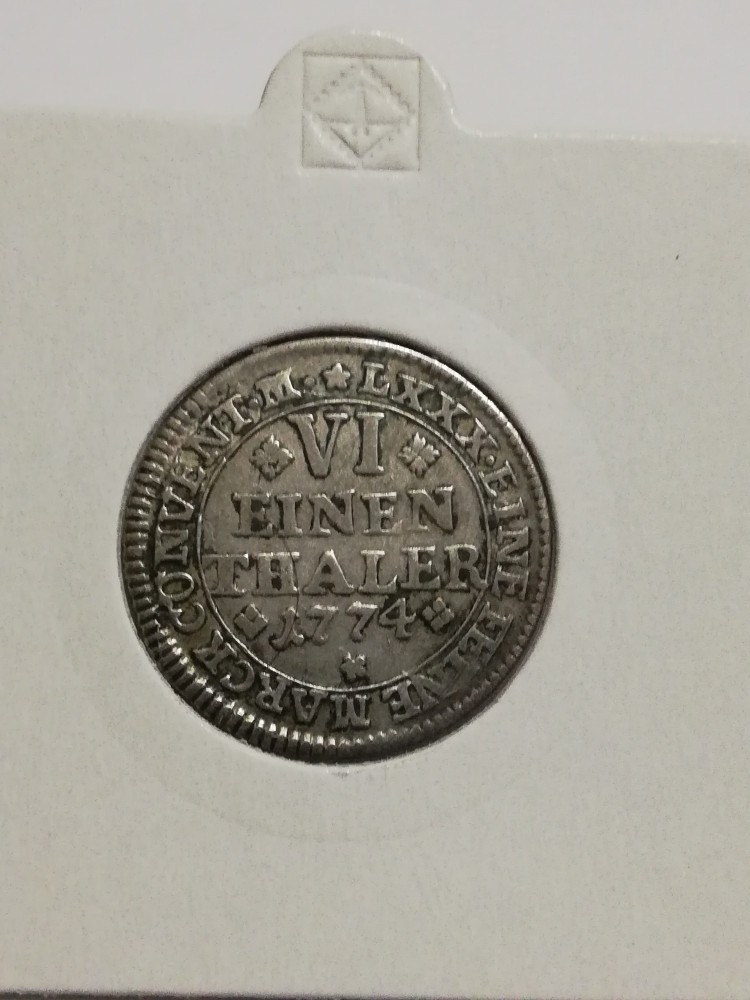 LXXX·EINE FEINE MARCK CONVENT·M·
VI
EINEN
THALER
1774